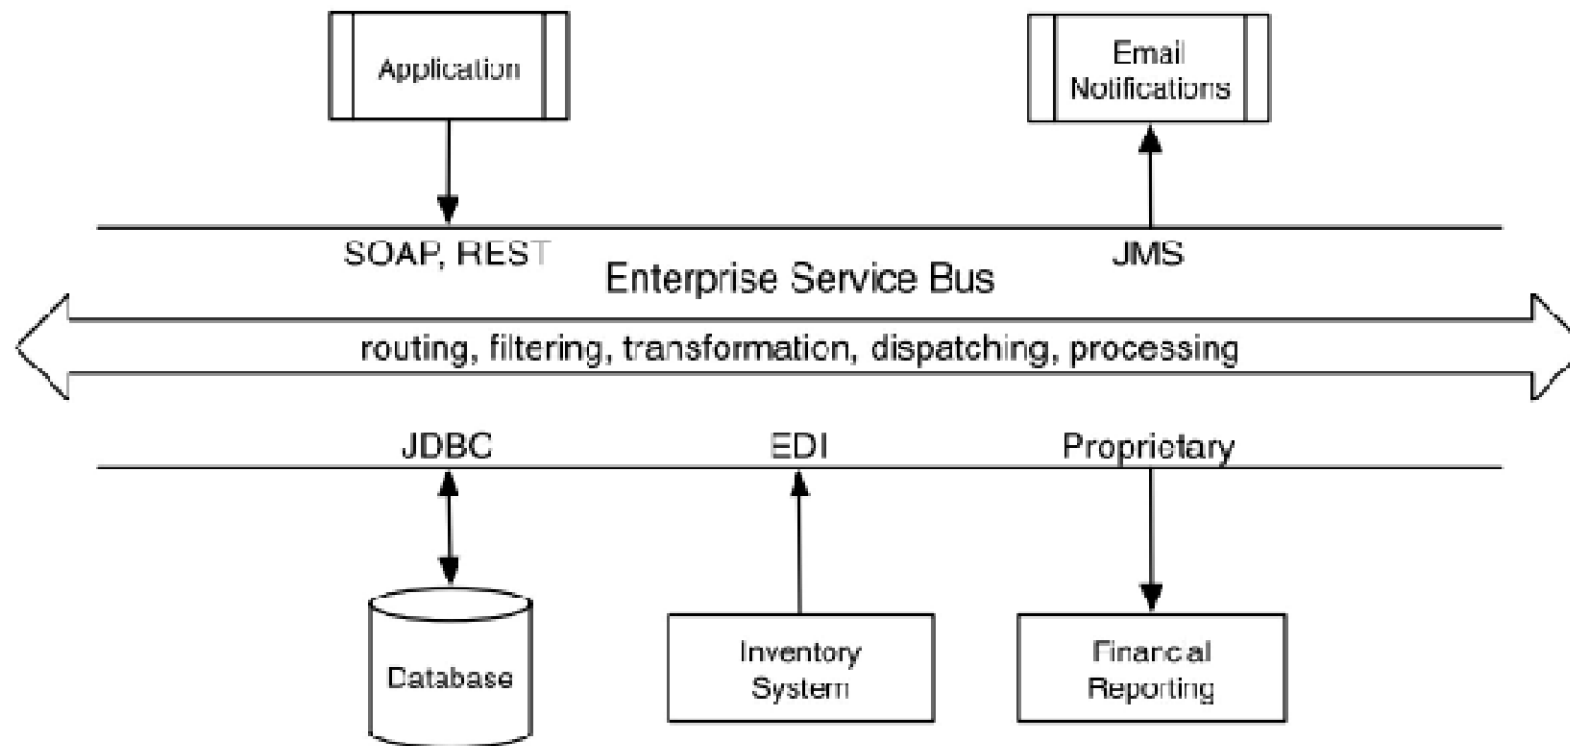 Application
Email
Notifications
SOAP, REST
JMS
Enterprise Service Bus
routing, filtering, transformation, dispatching, processing
JDBC
EDI
Proprietary
Database
Inventory
System
Financial
Reporting